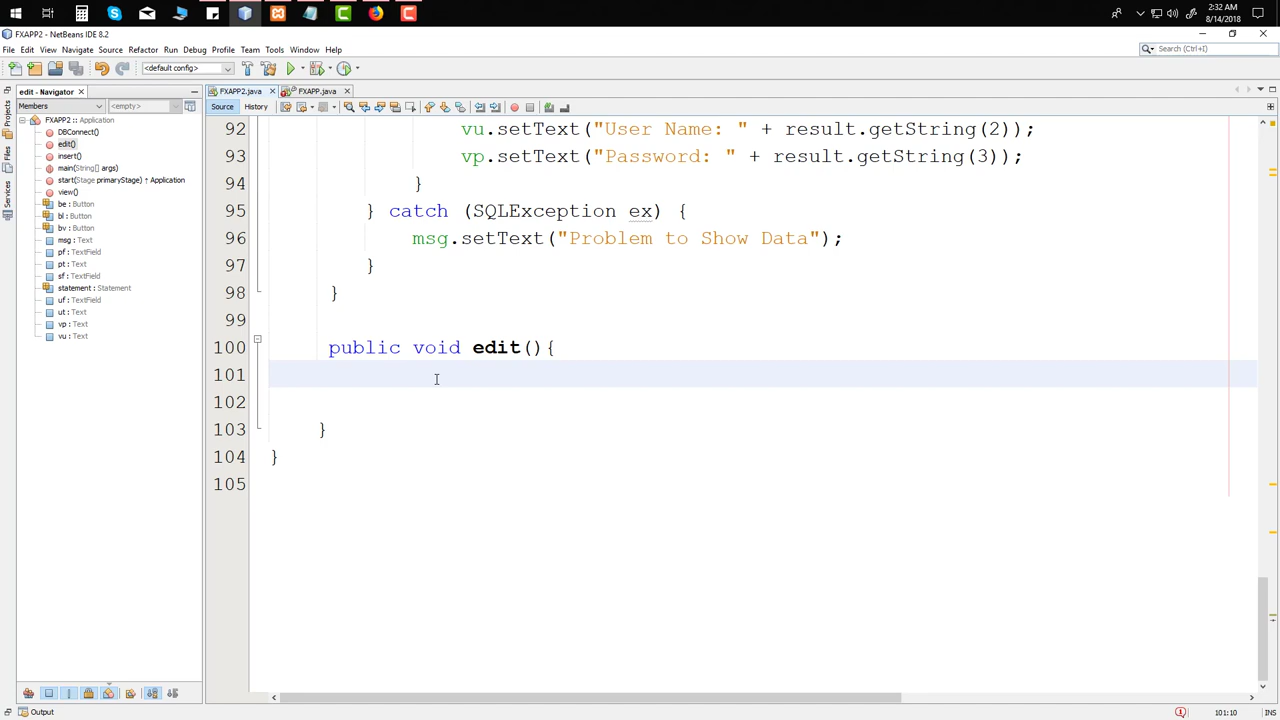 2:32 AM
8/14/2018
FXAPP2 - NetBeans IDE 8.2
File Edit View Navigate Source Refactor Run Debug Profile Team Tools Window Help
Search (Ctrl+I)
<default config>
edit - Navigator
FXAPP2.java
FXAPP.java
Members
<empty>
Source
History
FXAPP2 :: Application
DBConnect()
edit()
insert()
main(String[] args)
start(Stage primaryStage) ↑ Application
view()
be : Button
bl : Button
bv : Button
msg : Text
pf : TextField
pt : Text
sf : TextField
statement : Statement
uf : TextField
ut : Text
vp : Text
vu : Text
Projects
Files
Services
92 vu.setText("User Name: " + result.getString(2));
93 vp.setText("Password: " + result.getString(3));
94 }
95 } catch (SQLException ex) {
96 msg.setText("Problem to Show Data");
97 }
98 }
99
100 public void edit(){
101
102
103 }
104 }
105
Output
101:10
INS